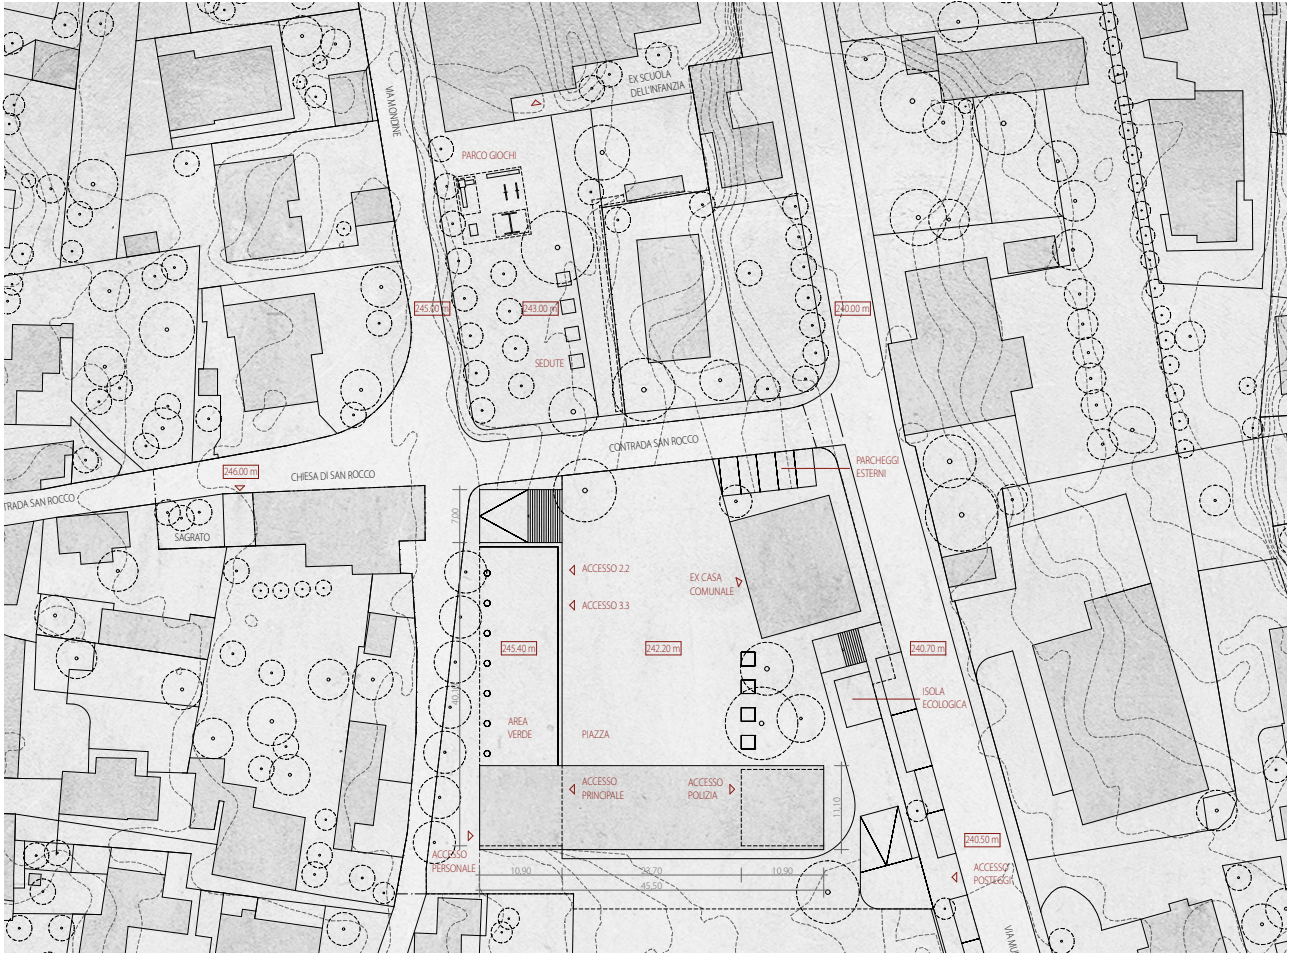 EX SCUOLA
DELL'INFANZIA
VIA MONDINE
PARCO GIOCHI
245.00 m
243.00 m
240.00 m
SEDUTE
CONTRADA SAN ROCCO
246.00 m
CHIESA DI SAN ROCCO
TRADA SAN ROCCO
SAGRATO
PARCHEGGI
ESTERNI
7.00
ACCESSO 2.2
ACCESSO 3.3
EX CASA
COMUNALE
245.40 m
242.20 m
240.70 m
ISOLA
ECOLOGICA
AREA
VERDE
PIAZZA
ACCESSO
PRINCIPALE
ACCESSO
POLIZIA
11.10
ACCESSO
PERSONALE
240.50 m
ACCESSO
POSTEGGI
10.90
23.70
10.90
45.50